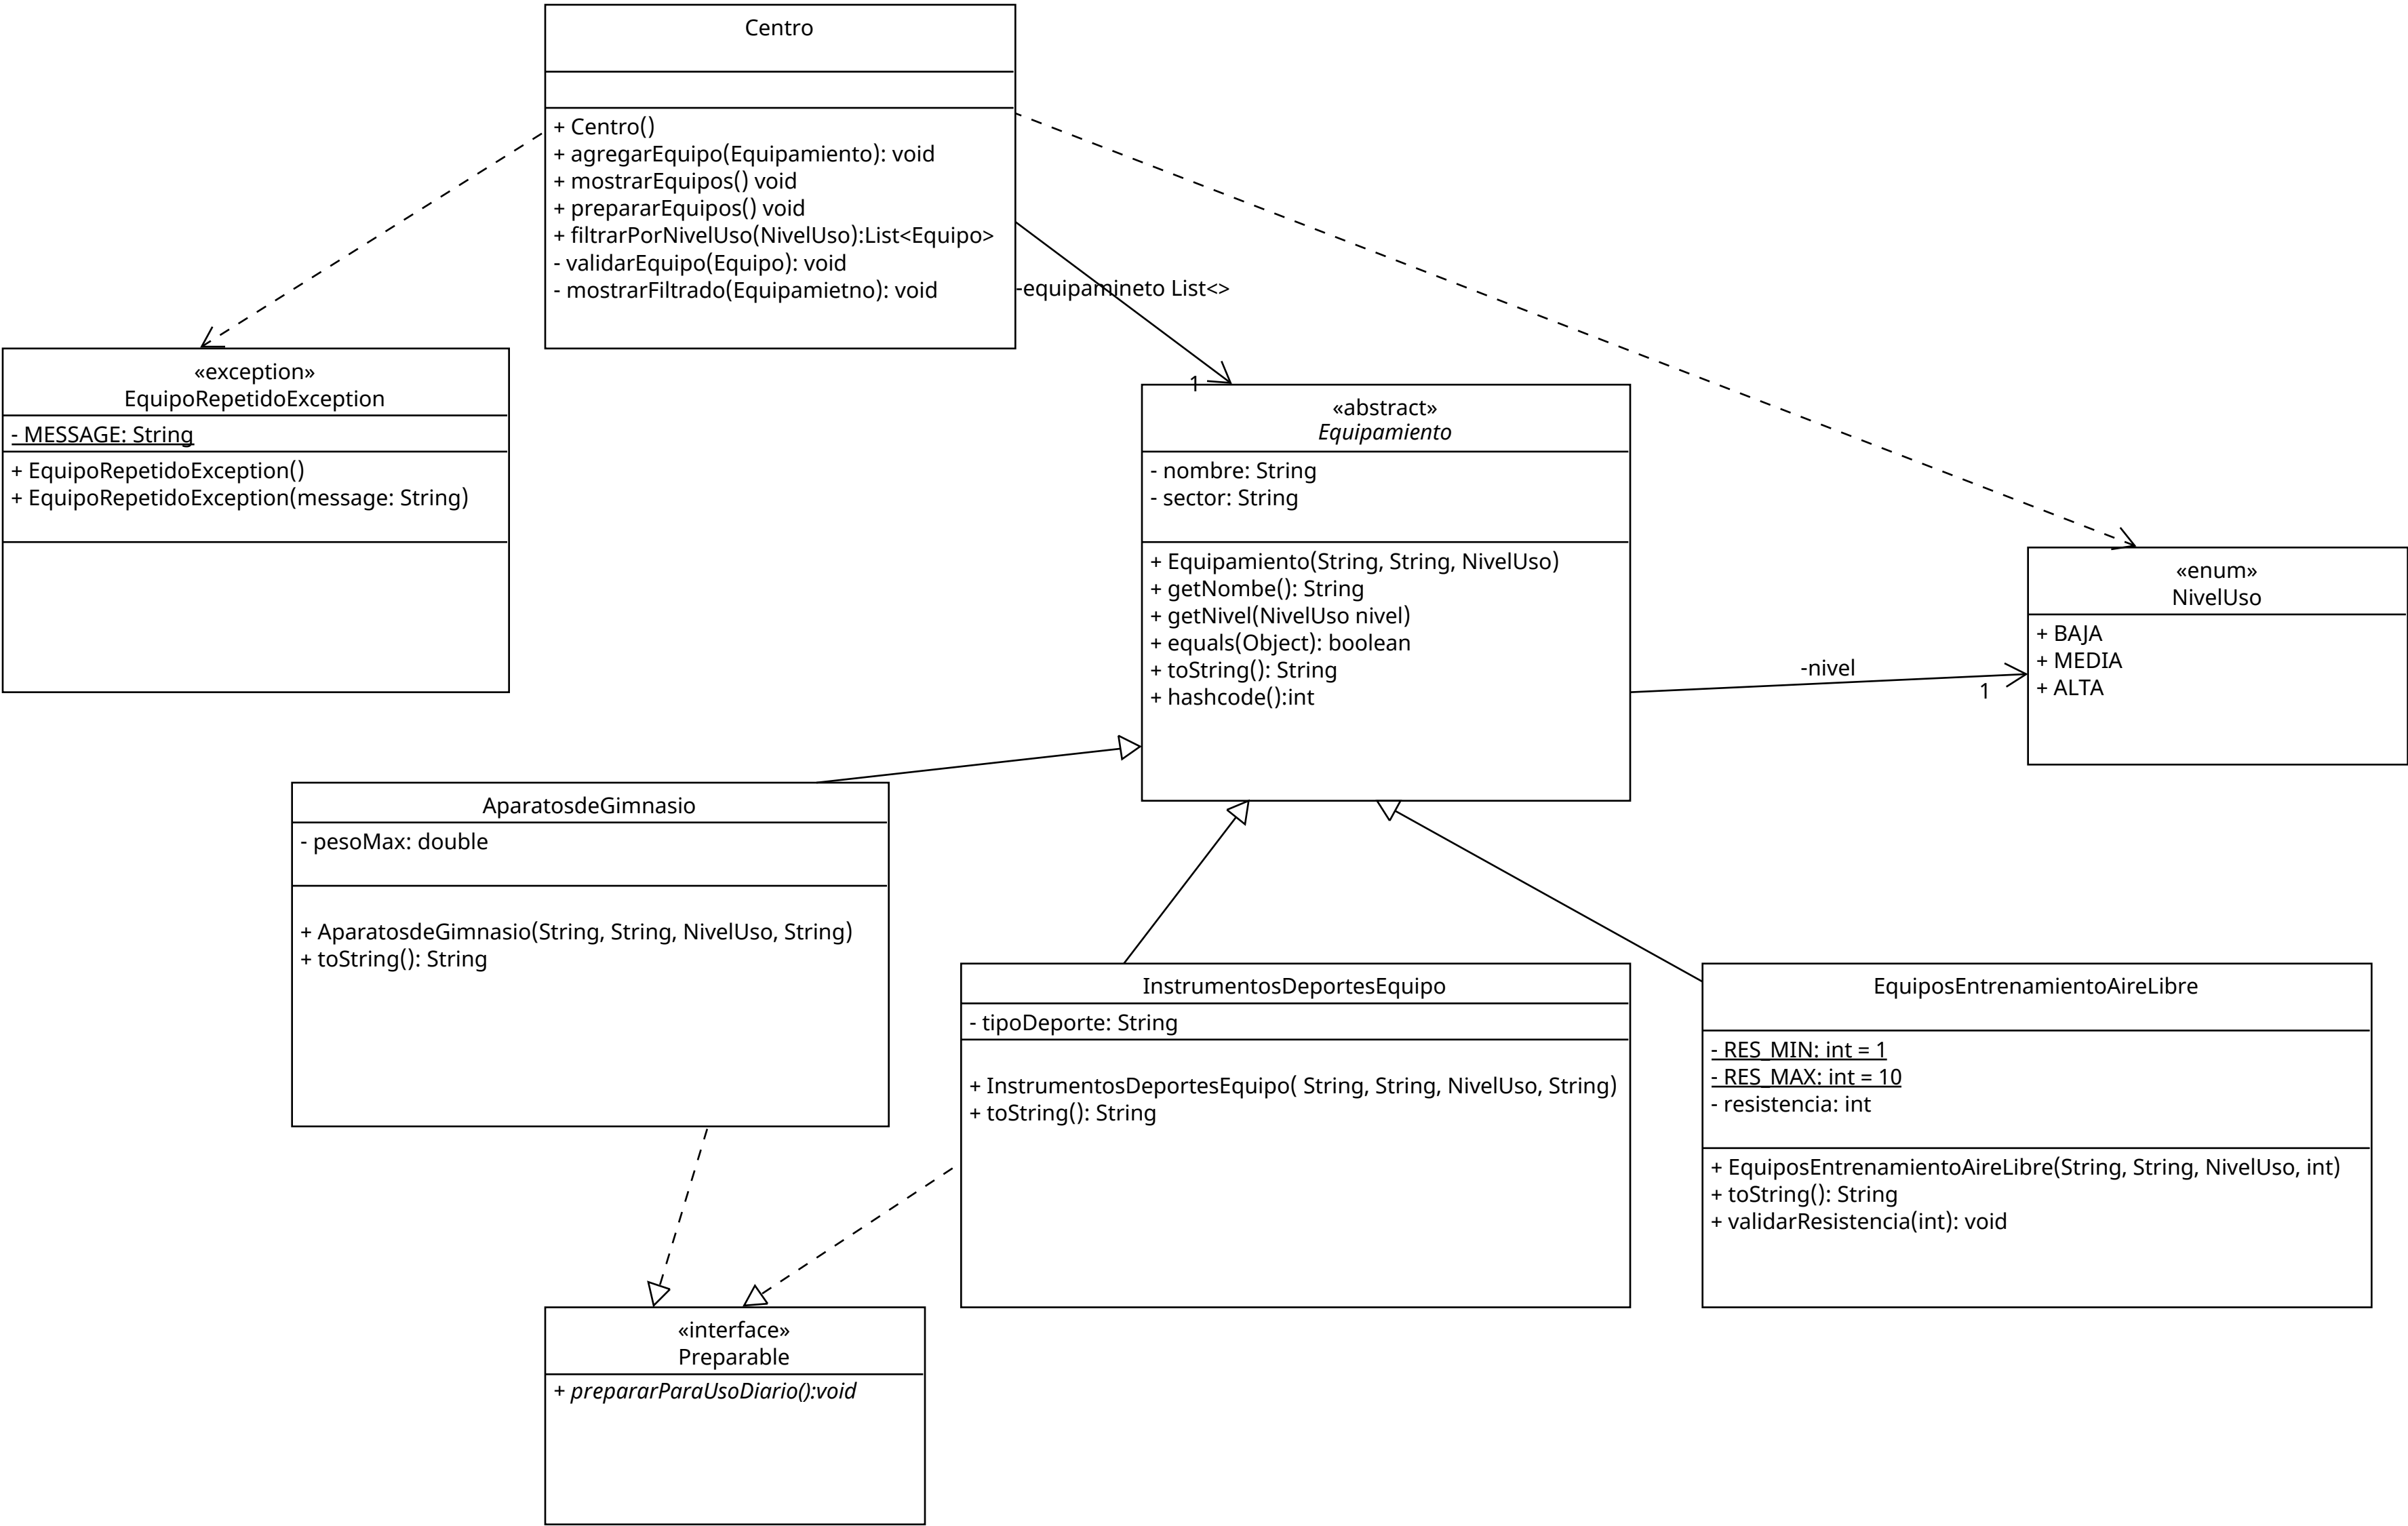 Centro
+ Centro()
+ agregarEquipo(Equipamiento): void
+ mostrarEquipos() void
+ prepararEquipos() void
+ filtrarPorNivelUso(NivelUso):List<Equipo>
- validarEquipo(Equipo): void
- mostrarFiltrado(Equipamietno): void
-equipamineto List<>
1
«exception»
EquipoRepetidoException
- MESSAGE: String
+ EquipoRepetidoException()
+ EquipoRepetidoException(message: String)
«abstract»
Equipamiento
- nombre: String
- sector: String
+ Equipamiento(String, String, NivelUso)
+ getNombe(): String
+ getNivel(NivelUso nivel)
+ equals(Object): boolean
+ toString(): String
+ hashcode():int
-nivel
1
«enum»
NivelUso
+ BAJA
+ MEDIA
+ ALTA
AparatosdeGimnasio
- pesoMax: double
+ AparatosdeGimnasio(String, String, NivelUso, String)
+ toString(): String
InstrumentosDeportesEquipo
- tipoDeporte: String
+ InstrumentosDeportesEquipo( String, String, NivelUso, String)
+ toString(): String
EquiposEntrenamientoAireLibre
- RES_MIN: int = 1
- RES_MAX: int = 10
- resistencia: int
+ EquiposEntrenamientoAireLibre(String, String, NivelUso, int)
+ toString(): String
+ validarResistencia(int): void
«interface»
Preparable
+ prepararParaUsoDiario():void